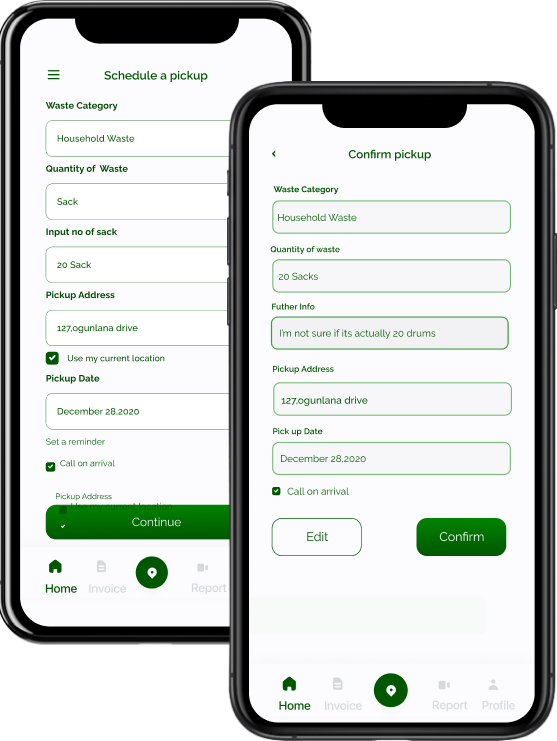 Schedule a pickup
Waste Category
Household Waste
Quantity of Waste
Sack
Input no of sack
20 Sack
Pickup Address
127,ogunlana drive
Use my current location
Pickup Date
December 28,2020
Set a reminder
Call on arrival
Pickup Address
Use my current location
Continue
Home
Invoice
Report
Confirm pickup
Waste Category
Household Waste
Quantity of waste
20 Sacks
Futher Info
I'm not sure if its actually 20 drums
Pickup Address
127,ogunlana drive
Pick up Date
December 28,2020
Call on arrival
Edit
Confirm
Home
Invoice
Report
Profile